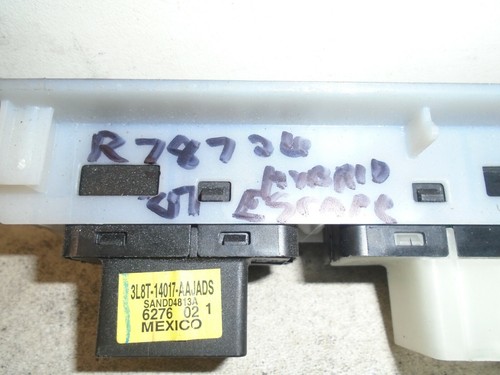 R7872W
'07 HYBRID
ESCAPE
3L8T-14017-AAJADS
SANDD4813A
6276 02 1
MEXICO